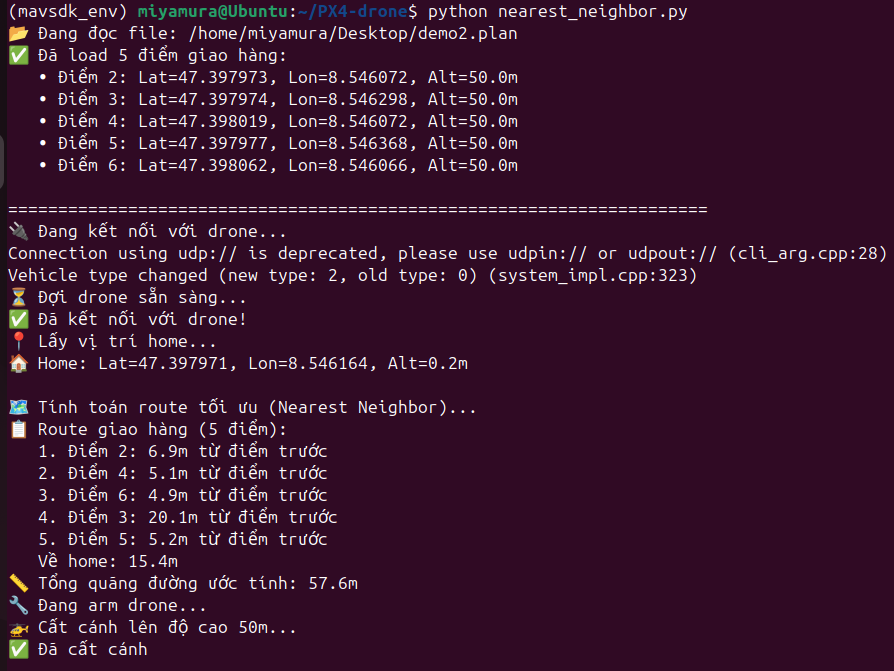 (mavsdk_env) miyamura@Ubuntu:~/PX4-drone$ python nearest_neighbor.py
📂 Đang đọc file: /home/miyamura/Desktop/demo2.plan
✅ Đã load 5 điểm giao hàng:
• Điểm 2: Lat=47.397973, Lon=8.546072, Alt=50.0m
• Điểm 3: Lat=47.397974, Lon=8.546298, Alt=50.0m
• Điểm 4: Lat=47.398019, Lon=8.546072, Alt=50.0m
• Điểm 5: Lat=47.397977, Lon=8.546368, Alt=50.0m
• Điểm 6: Lat=47.398062, Lon=8.546066, Alt=50.0m
======================================================================
🔌 Đang kết nối với drone...
Connection using udp:// is deprecated, please use udpin:// or udpout:// (cli_arg.cpp:28)
Vehicle type changed (new type: 2, old type: 0) (system_impl.cpp:323)
⏳ Đợi drone sẵn sàng...
✅ Đã kết nối với drone!
📍 Lấy vị trí home...
🏠 Home: Lat=47.397971, Lon=8.546164, Alt=0.2m
🗺️ Tính toán route tối ưu (Nearest Neighbor)...
📋 Route giao hàng (5 điểm):
1. Điểm 2: 6.9m từ điểm trước
2. Điểm 4: 5.1m từ điểm trước
3. Điểm 6: 4.9m từ điểm trước
4. Điểm 3: 20.1m từ điểm trước
5. Điểm 5: 5.2m từ điểm trước
Về home: 15.4m
📏 Tổng quãng đường ước tính: 57.6m
🔧 Đang arm drone...
🚁 Cất cánh lên độ cao 50m...
✅ Đã cất cánh